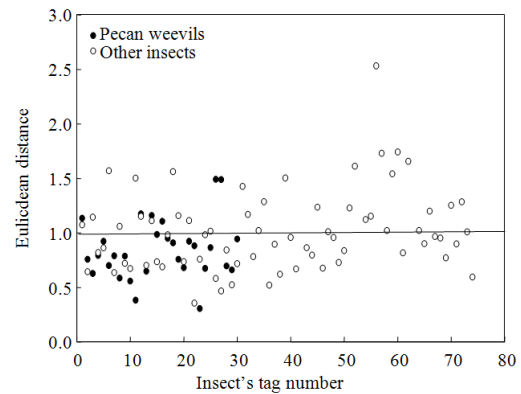 3.0
Pecan weevils
Other insects
2.5
2.0
1.5
1.0
0.5
0.0
Eulicdean distance
0 10 20 30 40 50 60 70 80
Insect's tag number